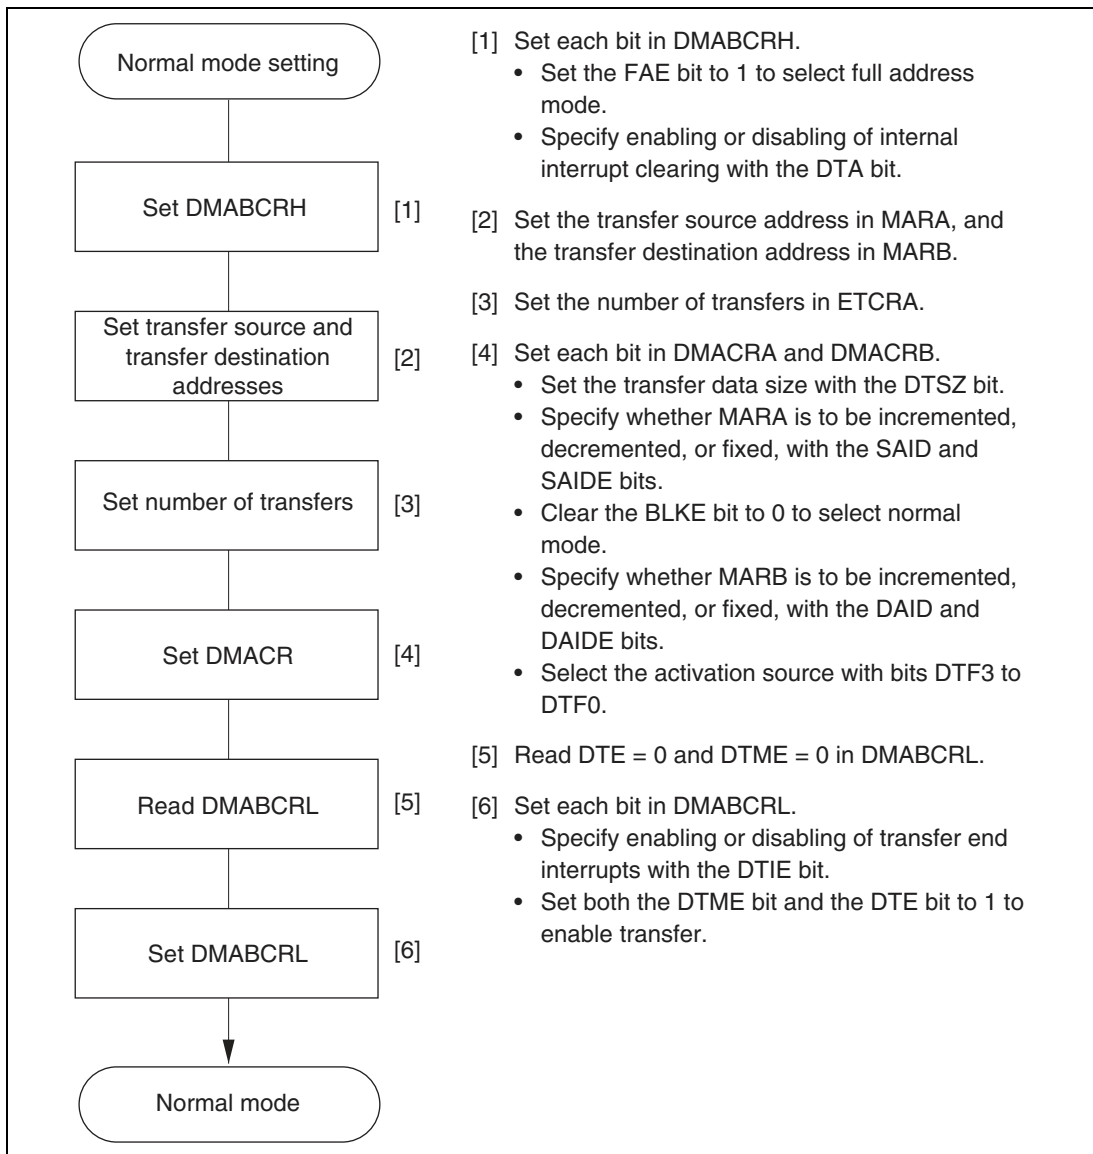 Normal mode setting
Set DMABCRH
[1]
Set transfer source and
transfer destination
addresses
[2]
Set number of transfers
[3]
Set DMACR
[4]
Read DMABCRL
[5]
Set DMABCRL
[6]
Normal mode
[1] Set each bit in DMABCRH.
• Set the FAE bit to 1 to select full address
mode.
• Specify enabling or disabling of internal
interrupt clearing with the DTA bit.
[2] Set the transfer source address in MARA, and
the transfer destination address in MARB.
[3] Set the number of transfers in ETCRA.
[4] Set each bit in DMACRA and DMACRB.
• Set the transfer data size with the DTSZ bit.
• Specify whether MARA is to be incremented,
decremented, or fixed, with the SAID and
SAIDE bits.
• Clear the BLKE bit to 0 to select normal
mode.
• Specify whether MARB is to be incremented,
decremented, or fixed, with the DAID and
DAIDE bits.
• Select the activation source with bits DTF3 to
DTF0.
[5] Read DTE = 0 and DTME = 0 in DMABCRL.
[6] Set each bit in DMABCRL.
• Specify enabling or disabling of transfer end
interrupts with the DTIE bit.
• Set both the DTME bit and the DTE bit to 1 to
enable transfer.